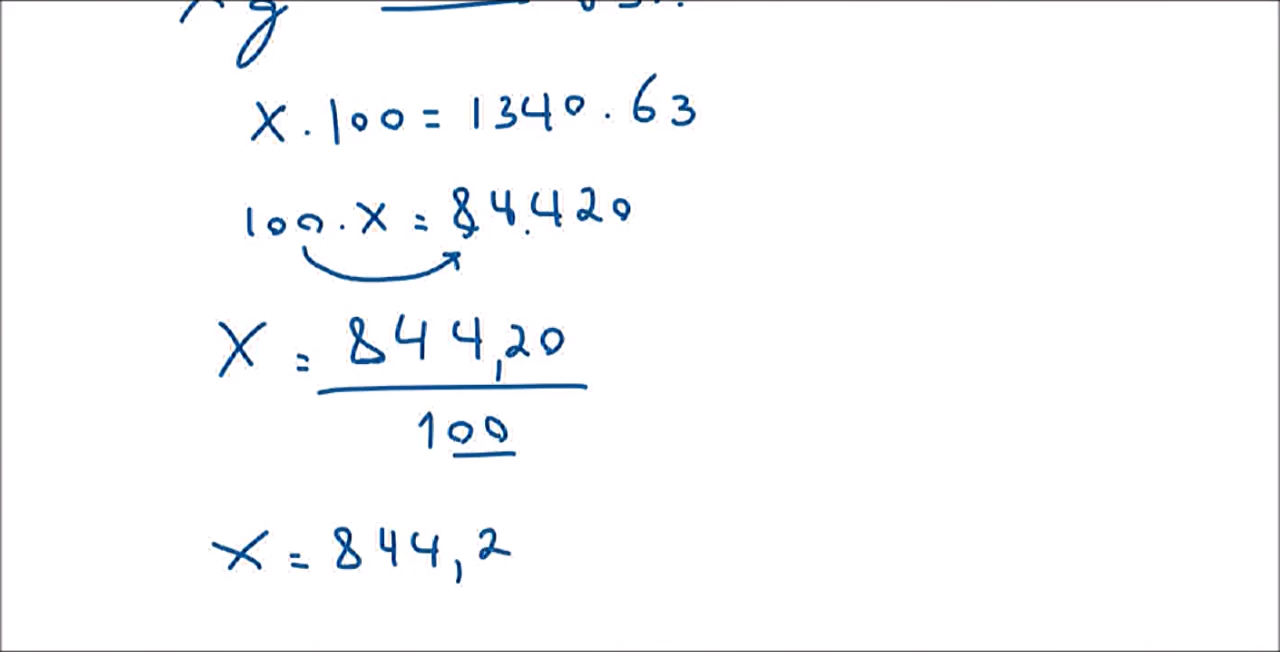 x . 100 = 1340 . 63
100 . x = 84.420
x = 844,20
100
x = 844,2